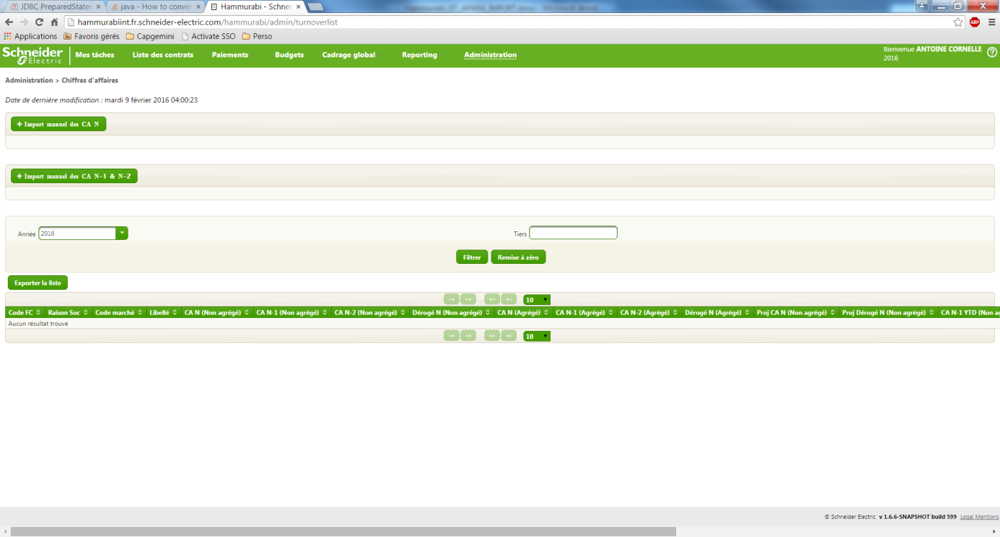 JDBC PreparedStatem java - How to conver Hammurabi - Schnei
hammurabiint.fr.schneider-electric.com/hammurabi/admin/turnoverlist
ABP
Applications Favoris gérés Capgemini Activate SSO Perso
Schneider Electric Mes tâches Liste des contrats Paiements Budgets Cadrage global Reporting Administration Bienvenue ANTOINE CORNELLE
2016
Administration > Chiffres d'affaires
Date de dernière modification : mardi 9 février 2016 04:00:23
+ Import manuel des CA N
+ Import manuel des CA N-1 & N-2
Année 2016 Tiers
Filtrer Remise à zéro
Exporter la liste
10
Code FC Raison Soc Code marché Libellé CA N (Non agrégé) CA N-1 (Non agrégé) CA N-2 (Non agrégé) Dérogé N (Non agrégé) CA N (Agrégé) CA N-1 (Agrégé) CA N-2 (Agrégé) Dérogé N (Agrégé) Proj CA N (Non agrégé) Proj Dérogé N (Non agrégé) CA N-1 YTD (Non ag
Aucun résultat trouvé
10
© Schneider Electric v 1.6.6-SNAPSHOT build 599 Legal Mentions